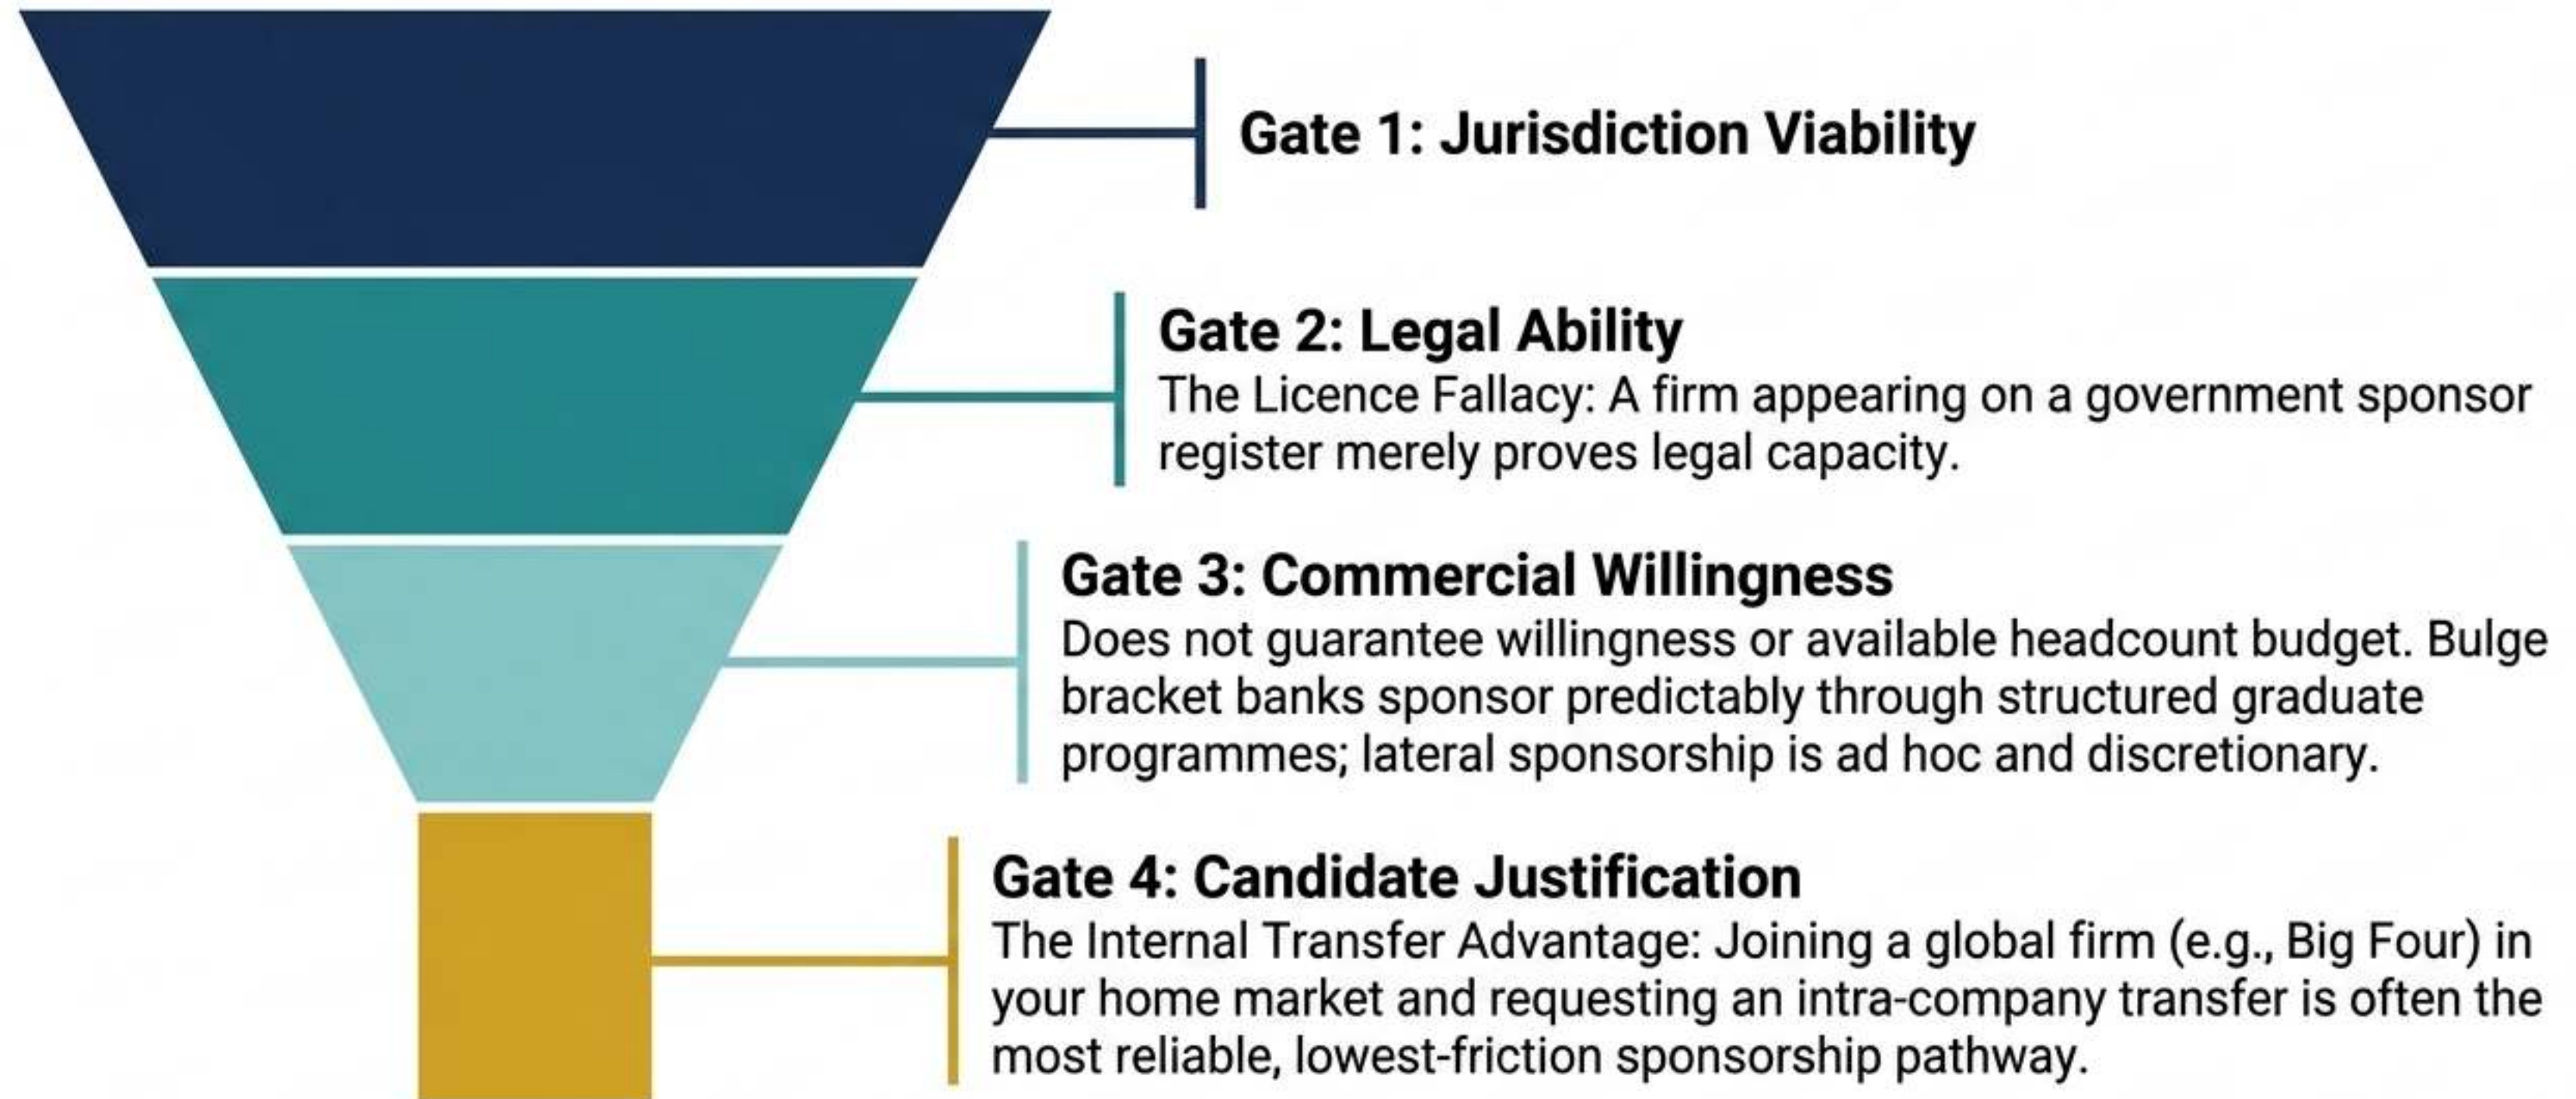 Gate 1: Jurisdiction Viability
Gate 2: Legal Ability
The Licence Fallacy: A firm appearing on a government sponsor
register merely proves legal capacity.
Gate 3: Commercial Willingness
Does not guarantee willingness or available headcount budget. Bulge
bracket banks sponsor predictably through structured graduate
programmes; lateral sponsorship is ad hoc and discretionary.
Gate 4: Candidate Justification
The Internal Transfer Advantage: Joining a global firm (e.g., Big Four) in
your home market and requesting an intra-company transfer is often the
most reliable, lowest-friction sponsorship pathway.